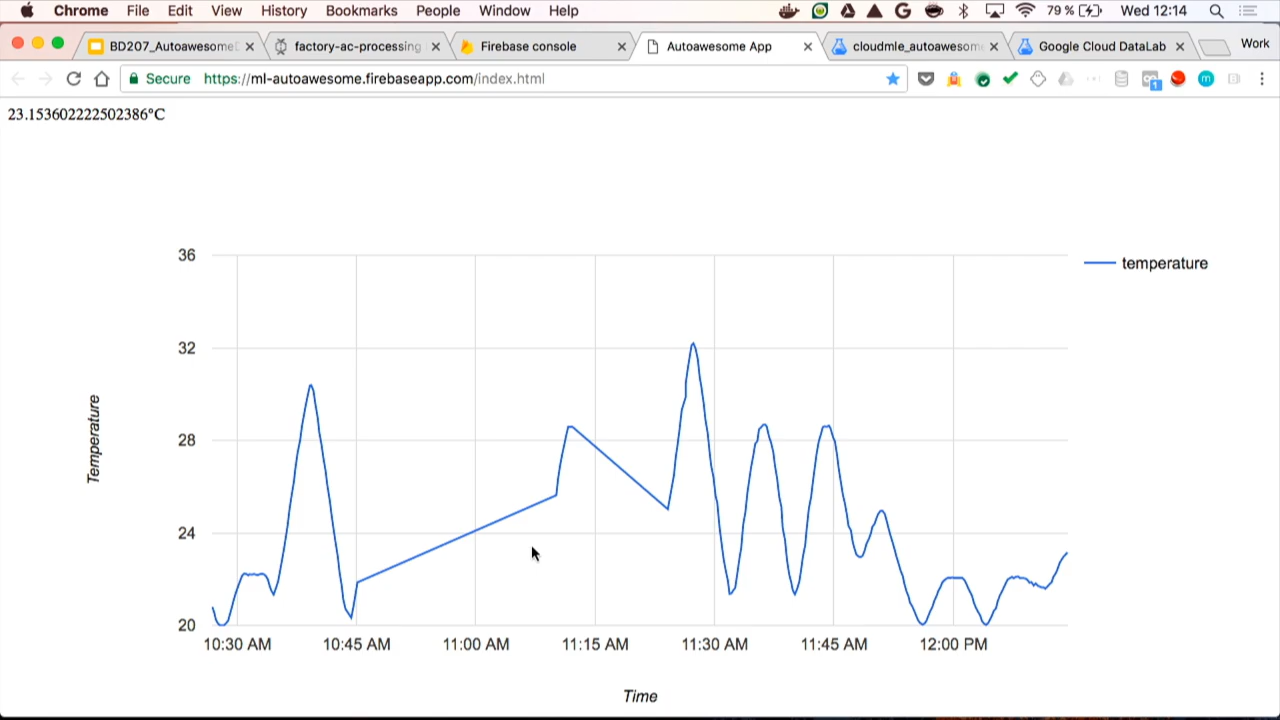 Chrome File Edit View History Bookmarks People Window Help 79 % Wed 12:14
BD207_Autoawesome factory-ac-processing Firebase console Autoawesome App cloudmle_autoawesom Google Cloud DataLab Work
Secure https://ml-autoawesome.firebaseapp.com/index.html
23.153602222502386°C
36
temperature
32
28
Temperature
24
20
10:30 AM 10:45 AM 11:00 AM 11:15 AM 11:30 AM 11:45 AM 12:00 PM
Time